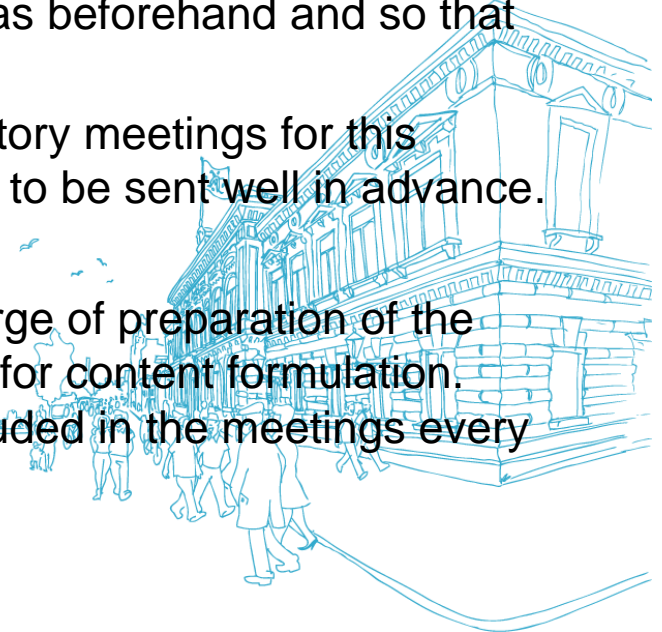 as beforehand and so that
tory meetings for this
to be sent well in advance.
rge of preparation of the
for content formulation.
uded in the meetings every